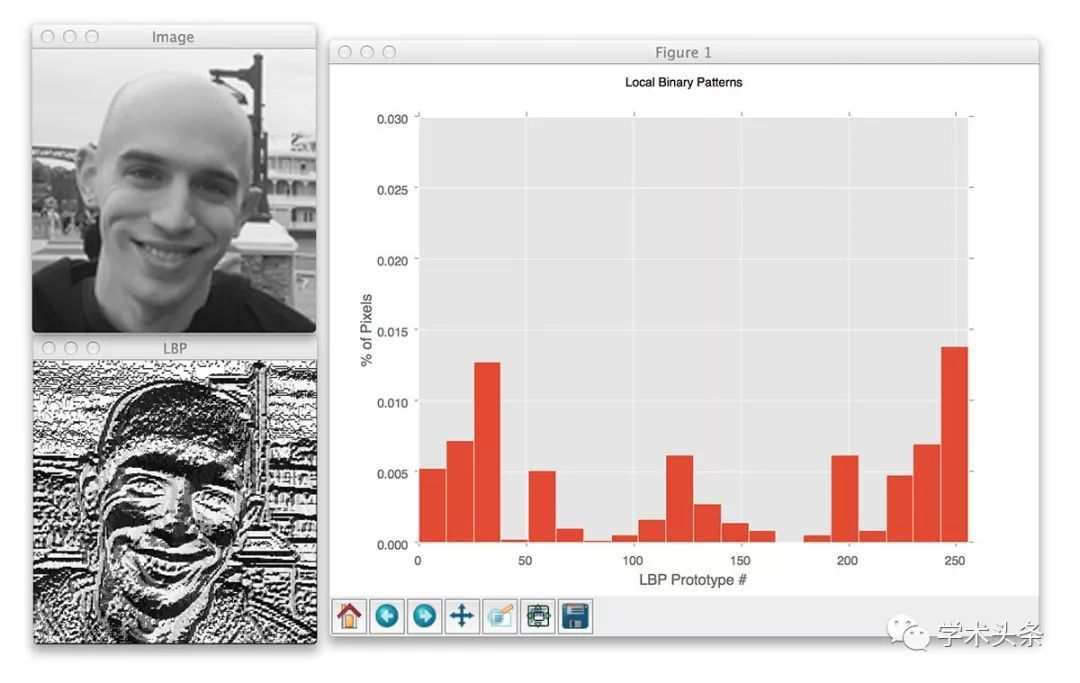 Image
LBP
Figure 1
Local Binary Patterns
0.030
0.025
0.020
0.015
0.010
0.005
0.000
% of Pixels
0 50 100 150 200 250
LBP Prototype #
学术头条